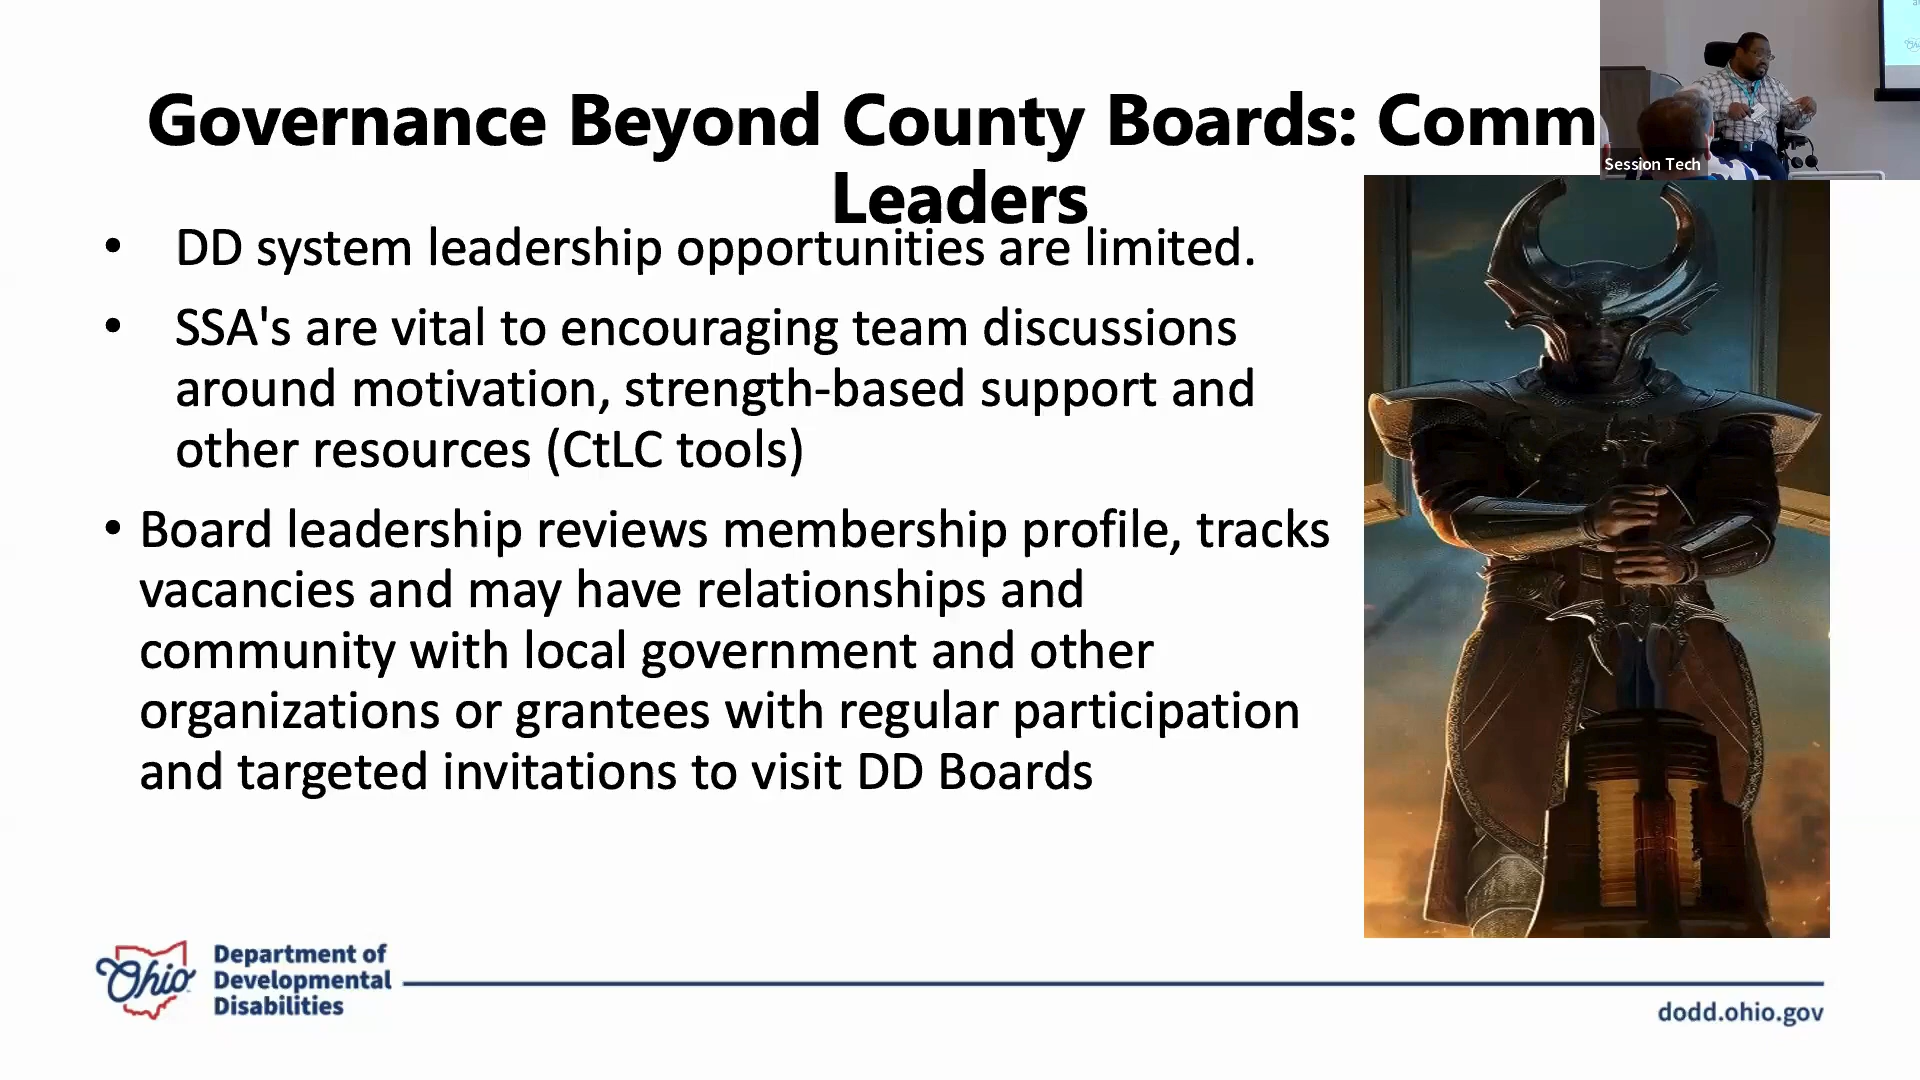 Governance Beyond County Boards: Comm
Leaders
• DD system leadership opportunities are limited.
• SSA's are vital to encouraging team discussions
around motivation, strength-based support and
other resources (CtLC tools)
• Board leadership reviews membership profile, tracks
vacancies and may have relationships and
community with local government and other
organizations or grantees with regular participation
and targeted invitations to visit DD Boards
Session Tech
Ohio
Department of
Developmental
Disabilities
dodd.ohio.gov